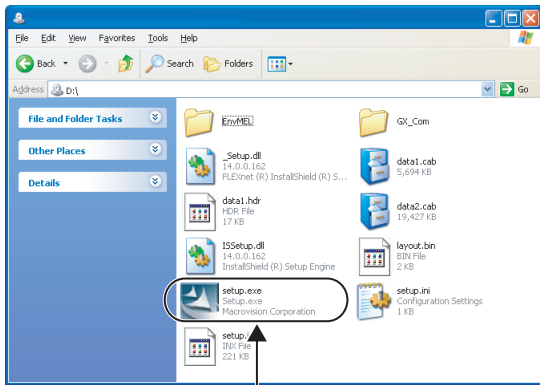 File Edit View Favorites Tools Help
Back Search Folders
Address D:\ Go
File and Folder Tasks
Other Places
Details
EnvMEL
GX_Com
_Setup.dll
14.0.0.162
FLEXnet (R) InstallShield (R) S...
data1.cab
5,694 KB
data1.hdr
HDR File
17 KB
data2.cab
19,427 KB
ISSetup.dll
14.0.0.162
InstallShield (R) Setup Engine
layout.bin
BIN File
2 KB
setup.exe
Setup.exe
Macrovision Corporation
setup.ini
Configuration Settings
1 KB
setup.i
INX File
221 KB